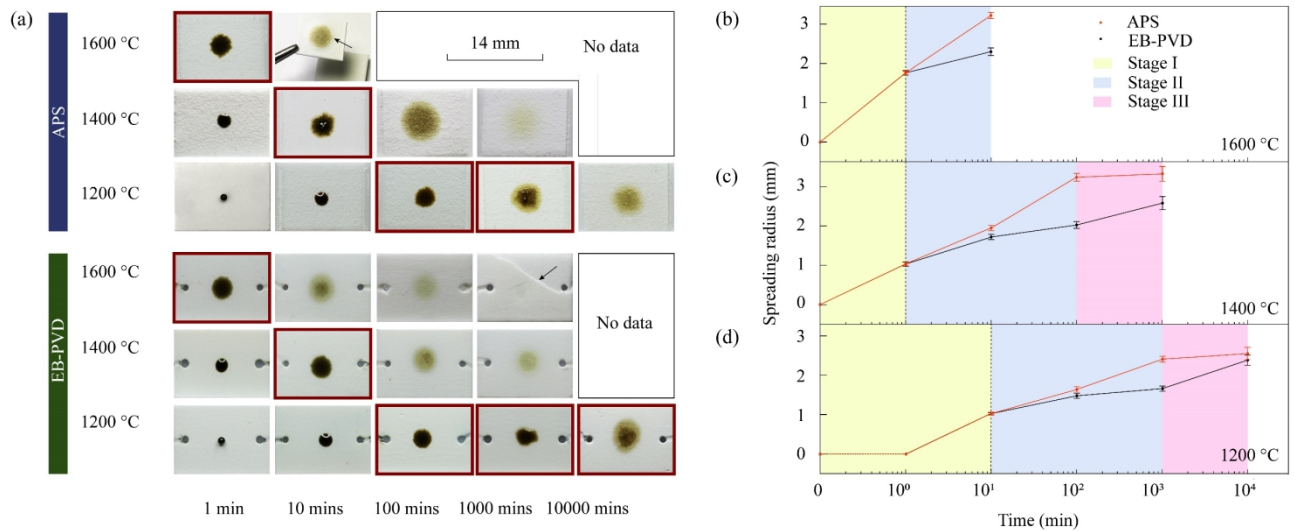 (a)
APS
1600 °C
14 mm
No data
1400 °C
1200 °C
EB-PVD
1600 °C
No data
1400 °C
1200 °C
1 min
10 mins
100 mins
1000 mins
10000 mins
(b)
3
2
1
0
APS
EB-PVD
Stage I
Stage II
Stage III
1600 °C
(c)
Spreading radius (mm)
3
2
1
0
1400 °C
(d)
3
2
1
0
1200 °C
0
10⁰
10¹
10²
10³
10⁴
Time (min)